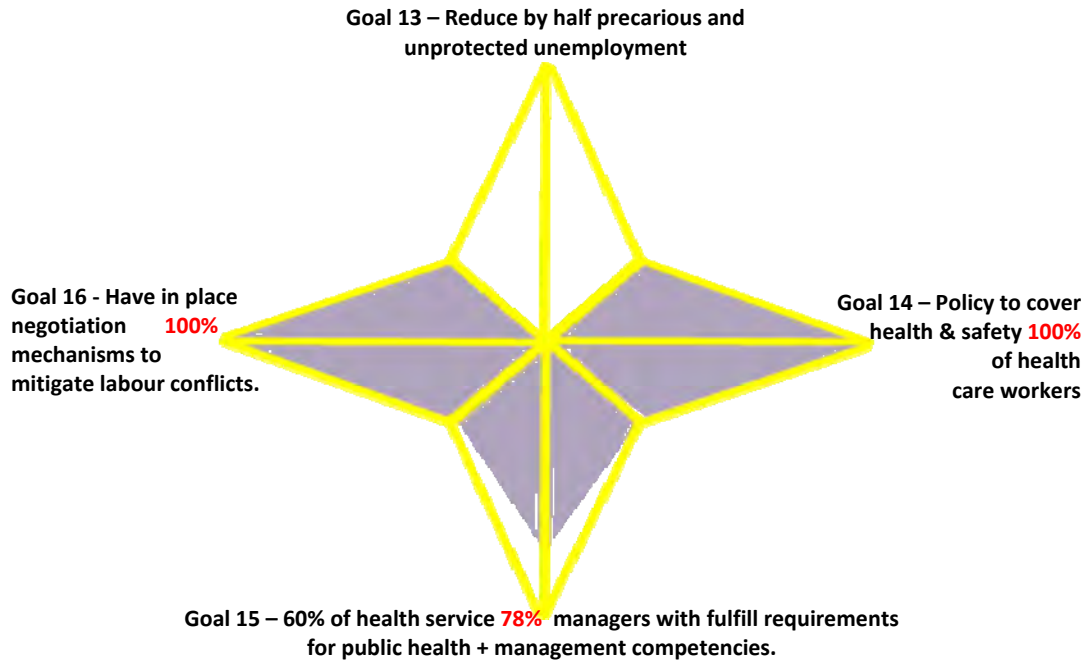 Goal 13 – Reduce by half precarious and
unprotected unemployment
Goal 16 - Have in place
negotiation 100%
mechanisms to
mitigate labour conflicts.
Goal 14 – Policy to cover
health & safety 100%
of health
care workers
Goal 15 – 60% of health service 78% managers with fulfill requirements
for public health + management competencies.